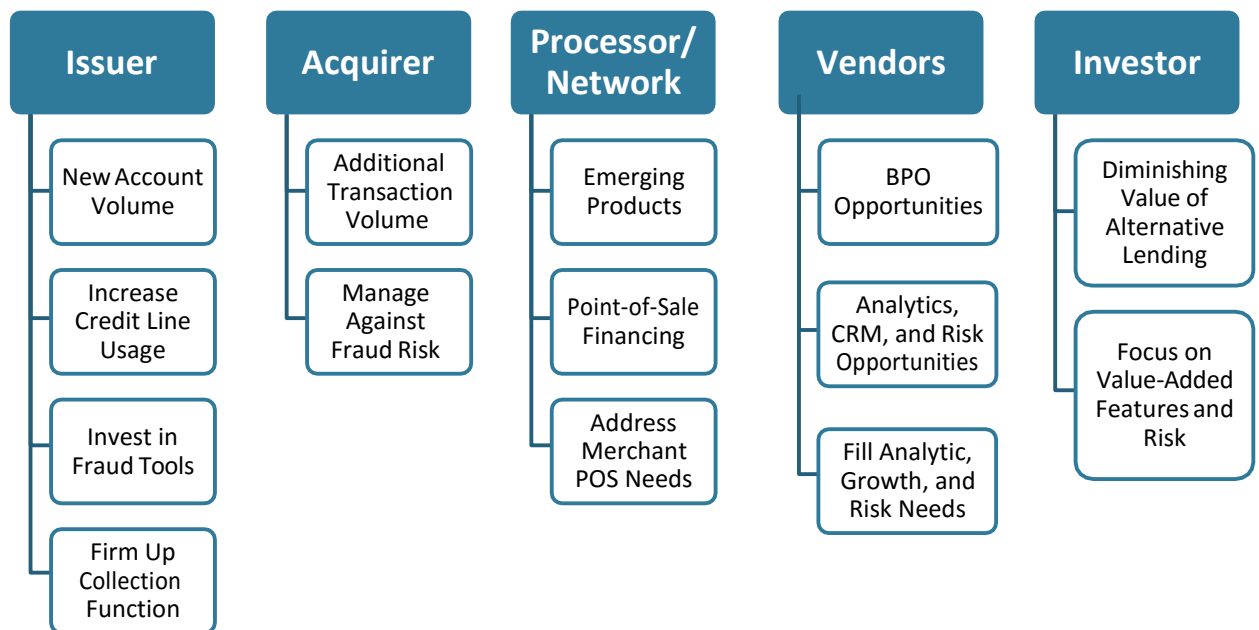 Issuer
New Account
Volume
Increase
Credit Line
Usage
Invest in
Fraud Tools
Firm Up
Collection
Function
Acquirer
Additional
Transaction
Volume
Manage
Against
Fraud Risk
Processor/
Network
Emerging
Products
Point-of-Sale
Financing
Address
Merchant
POS Needs
Vendors
BPO
Opportunities
Analytics,
CRM, and Risk
Opportunities
Fill Analytic,
Growth, and
Risk Needs
Investor
Diminishing
Value of
Alternative
Lending
Focus on
Value-Added
Features and
Risk